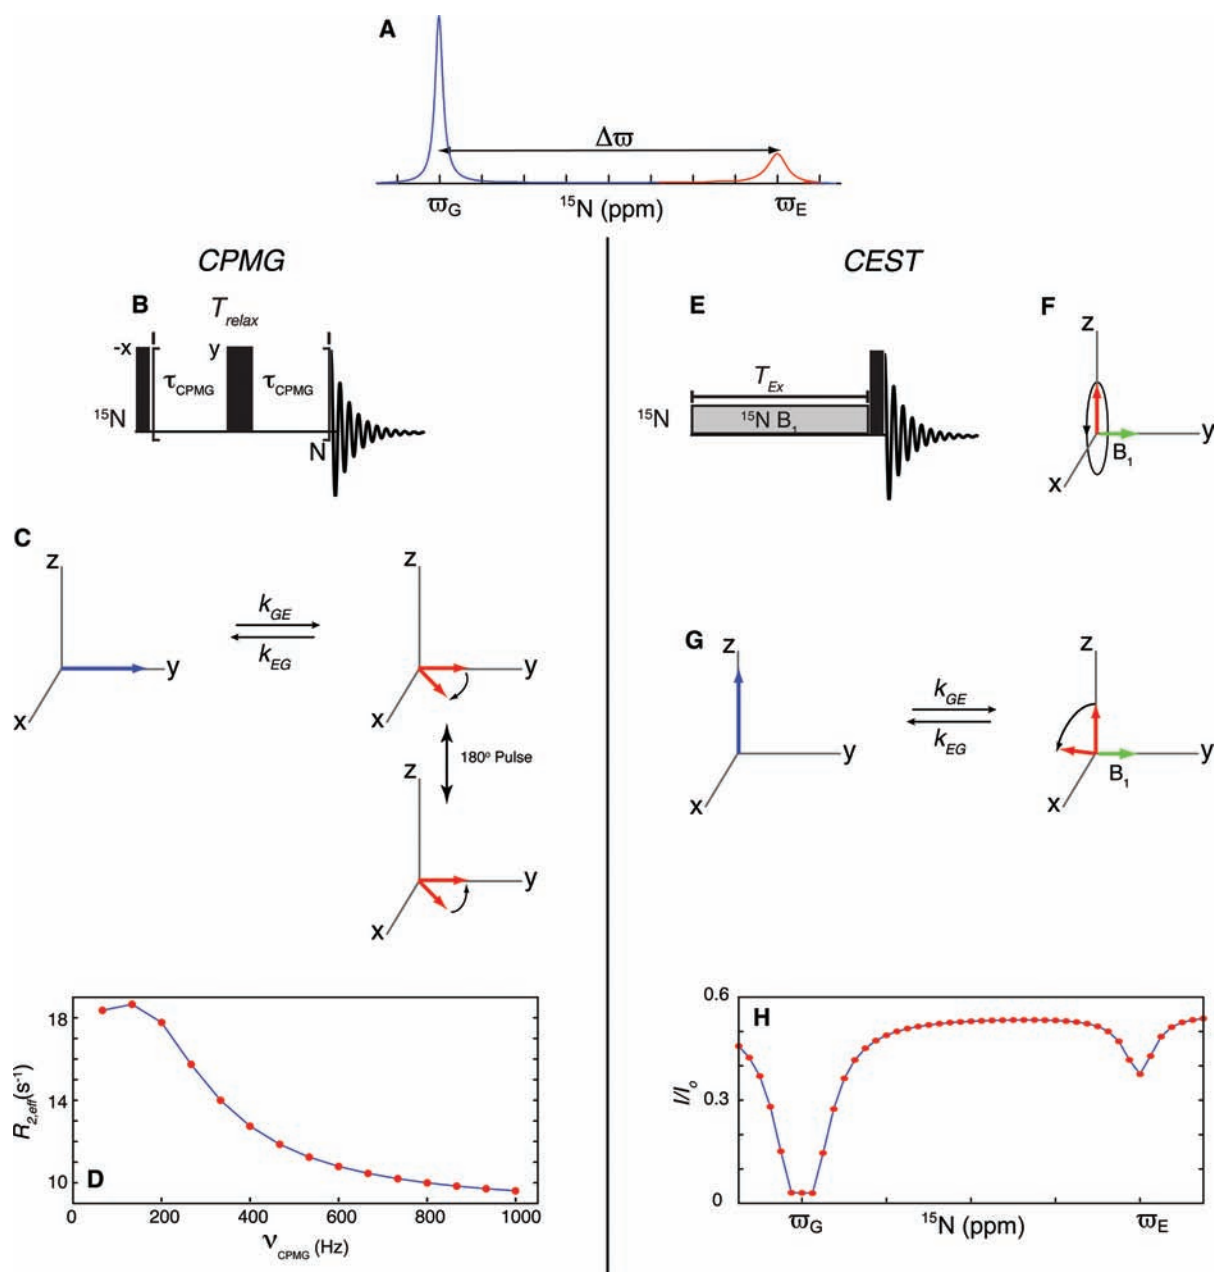 A
Δϖ
ϖG ¹⁵N (ppm) ϖE
CPMG
CEST
B
Trelax
-x y
τCPMG τCPMG
¹⁵N
N
E
TEx
¹⁵N ¹⁵N B₁
F
z
y
B₁
x
C
z
kGE
kEG
y
x
z
y
x
180º Pulse
z
y
x
G
z
kGE
kEG
y
x
z
y
B₁
x
D
R2,eff(s⁻¹)
18
14
10
0 200 400 600 800 1000
νCPMG (Hz)
H
I/Io
0.6
0.3
0
ϖG ¹⁵N (ppm) ϖE